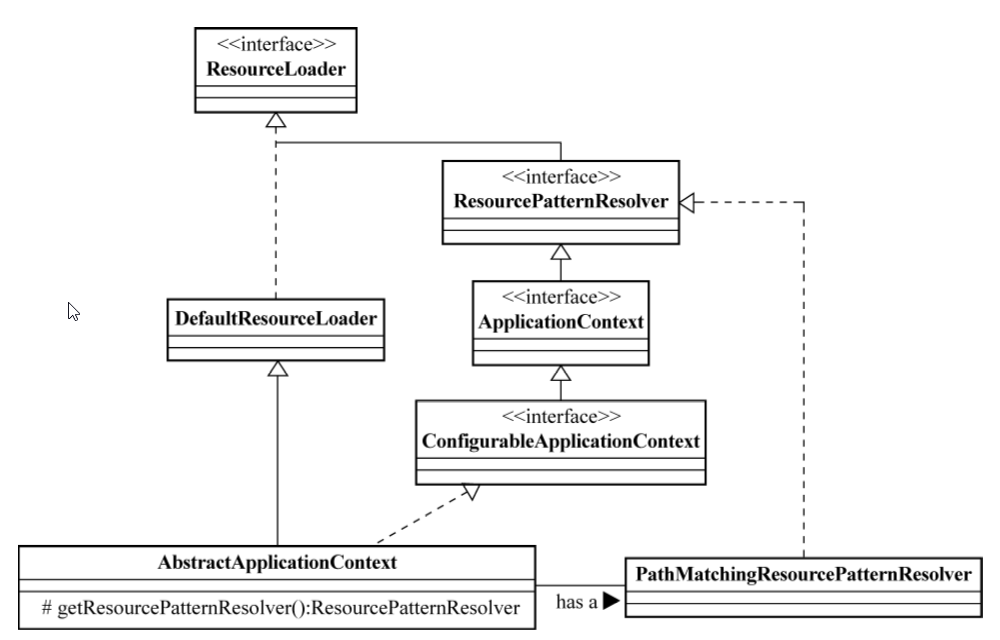 <<interface>>
ResourceLoader
<<interface>>
ResourcePatternResolver
<<interface>>
ApplicationContext
DefaultResourceLoader
<<interface>>
ConfigurableApplicationContext
AbstractApplicationContext
# getResourcePatternResolver():ResourcePatternResolver
has a
PathMatchingResourcePatternResolver